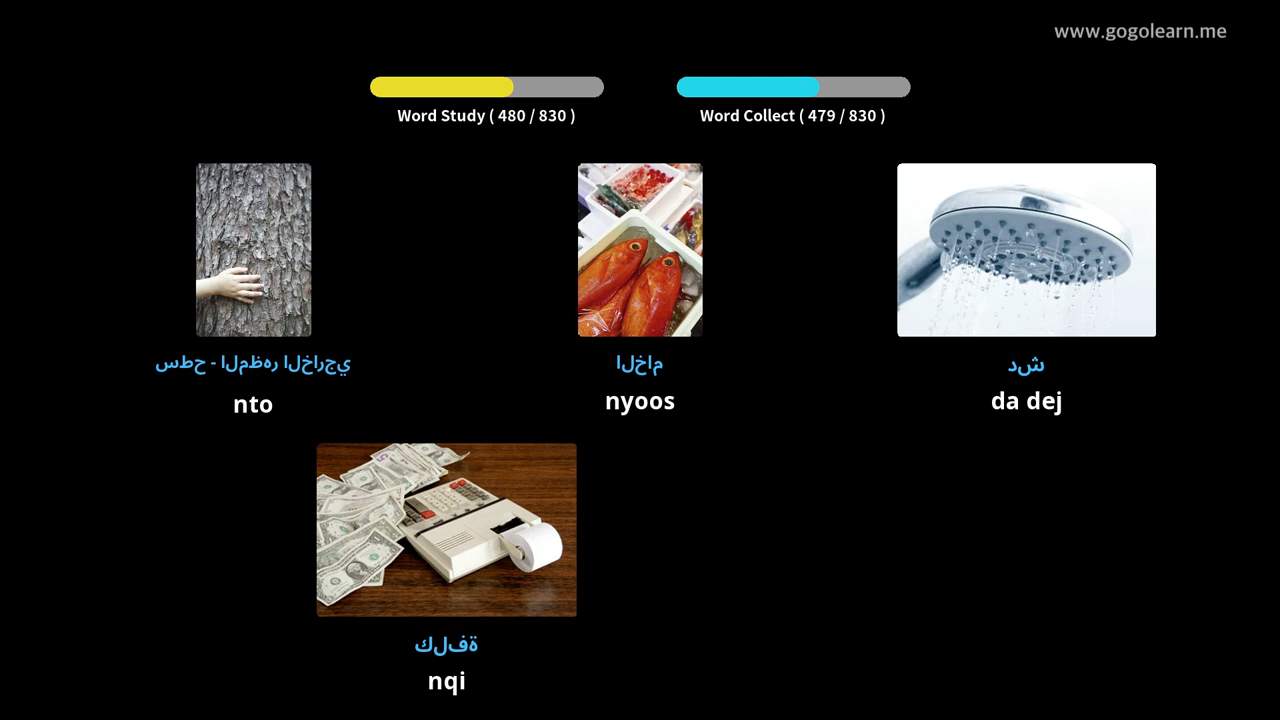 www.gogolearn.me
Word Study ( 480 / 830 )
Word Collect ( 479 / 830 )
سطح - المظهر الخارجي
nto
الخام
nyoos
دش
da dej
كلفة
nqi